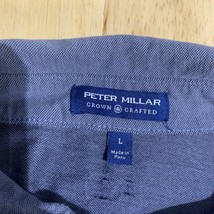 PETER MILLAR
CROWN CRAFTED
L
Made in
Peru